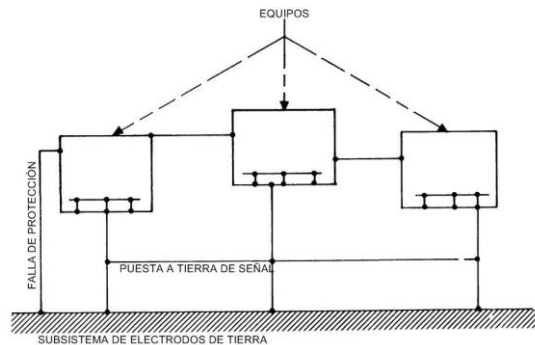 EQUIPOS
FALLA DE PROTECCIÓN
PUESTA A TIERRA DE SEÑAL
SUBSISTEMA DE ELECTRODOS DE TIERRA